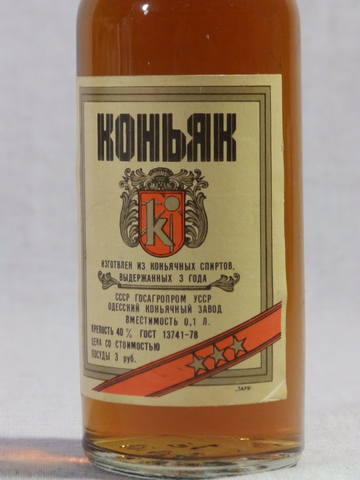 КОНЬЯК
ki
ИЗГОТВЛЕН ИЗ КОНЬЯЧНЫХ СПИРТОВ,
ВЫДЕРЖАННЫХ 3 ГОДА
СССР ГОСАГРОПРОМ УССР
ОДЕССКИЙ КОНЬЯЧНЫЙ ЗАВОД
ВМЕСТИМОСТЬ 0,1 Л.
КРЕПОСТЬ 40% ГОСТ 13741-78
ЦЕНА СО СТОИМОСТЬЮ
ПОСУДЫ 3 руб.